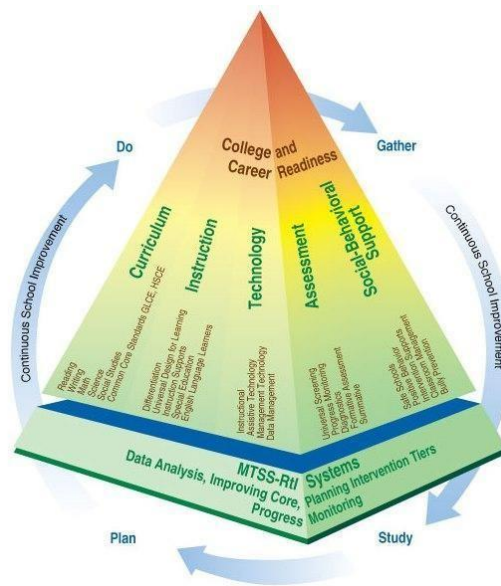 College and
Career Readiness
Do
Gather
Continuous School Improvement
Continuous School Improvement
Curriculum
Instruction
Technology
Assessment
Social-Behavioral
Support
Reading
Writing
Math
Science
Social Studies
Common Core Standards GLCE, HSCE
Differentiation
Universal Design for Learning
Instruction Supports
Special Education
English Language Learners
Instructional
Assistive Technology
Management Technology
Data Management
Universal Screening
Progress Monitoring
Diagnostics
Formative Assessment
Summative
Safe Schools
Positive Behavior Supports
Intervention
Classroom Management
Bully Prevention
MTSS-RtI Systems
Data Analysis, Improving Core, Planning Intervention Tiers
Progress Monitoring
Plan
Study